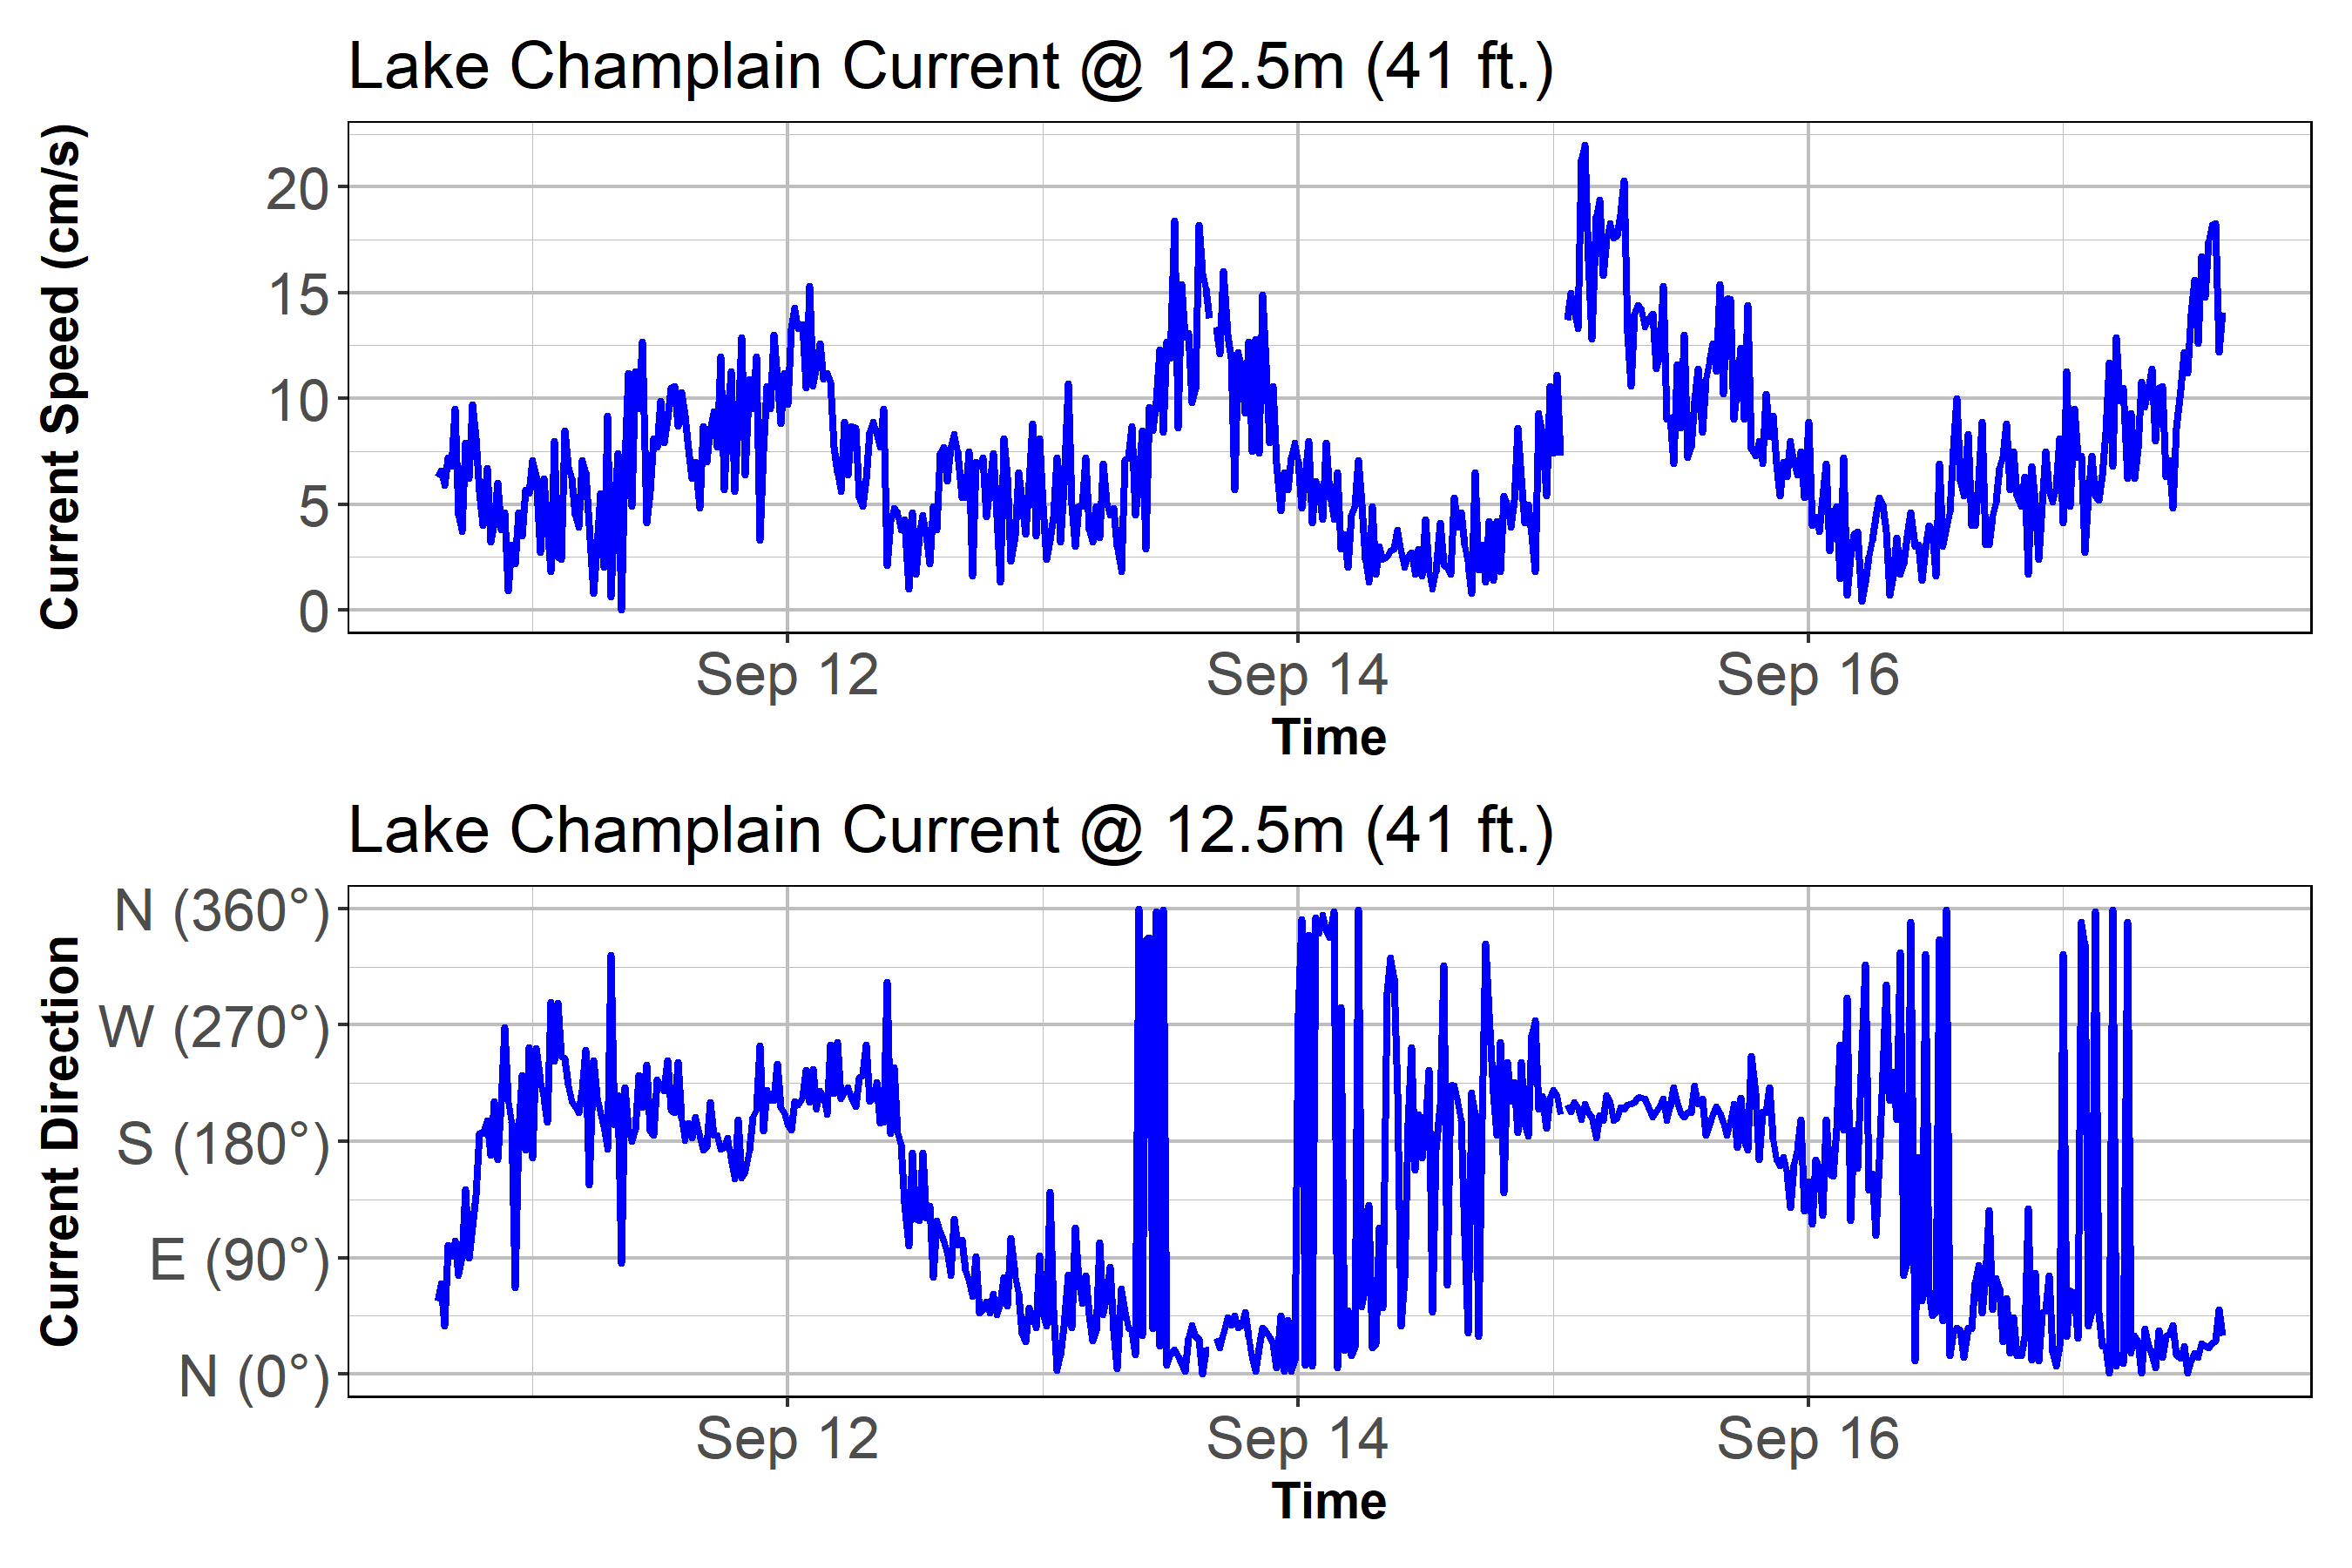 Lake Champlain Current @ 12.5m (41 ft.)
Current Speed (cm/s)
20
15
10
5
0
Sep 12
Sep 14
Sep 16
Time
Lake Champlain Current @ 12.5m (41 ft.)
Current Direction
N (360°)
W (270°)
S (180°)
E (90°)
N (0°)
Sep 12
Sep 14
Sep 16
Time